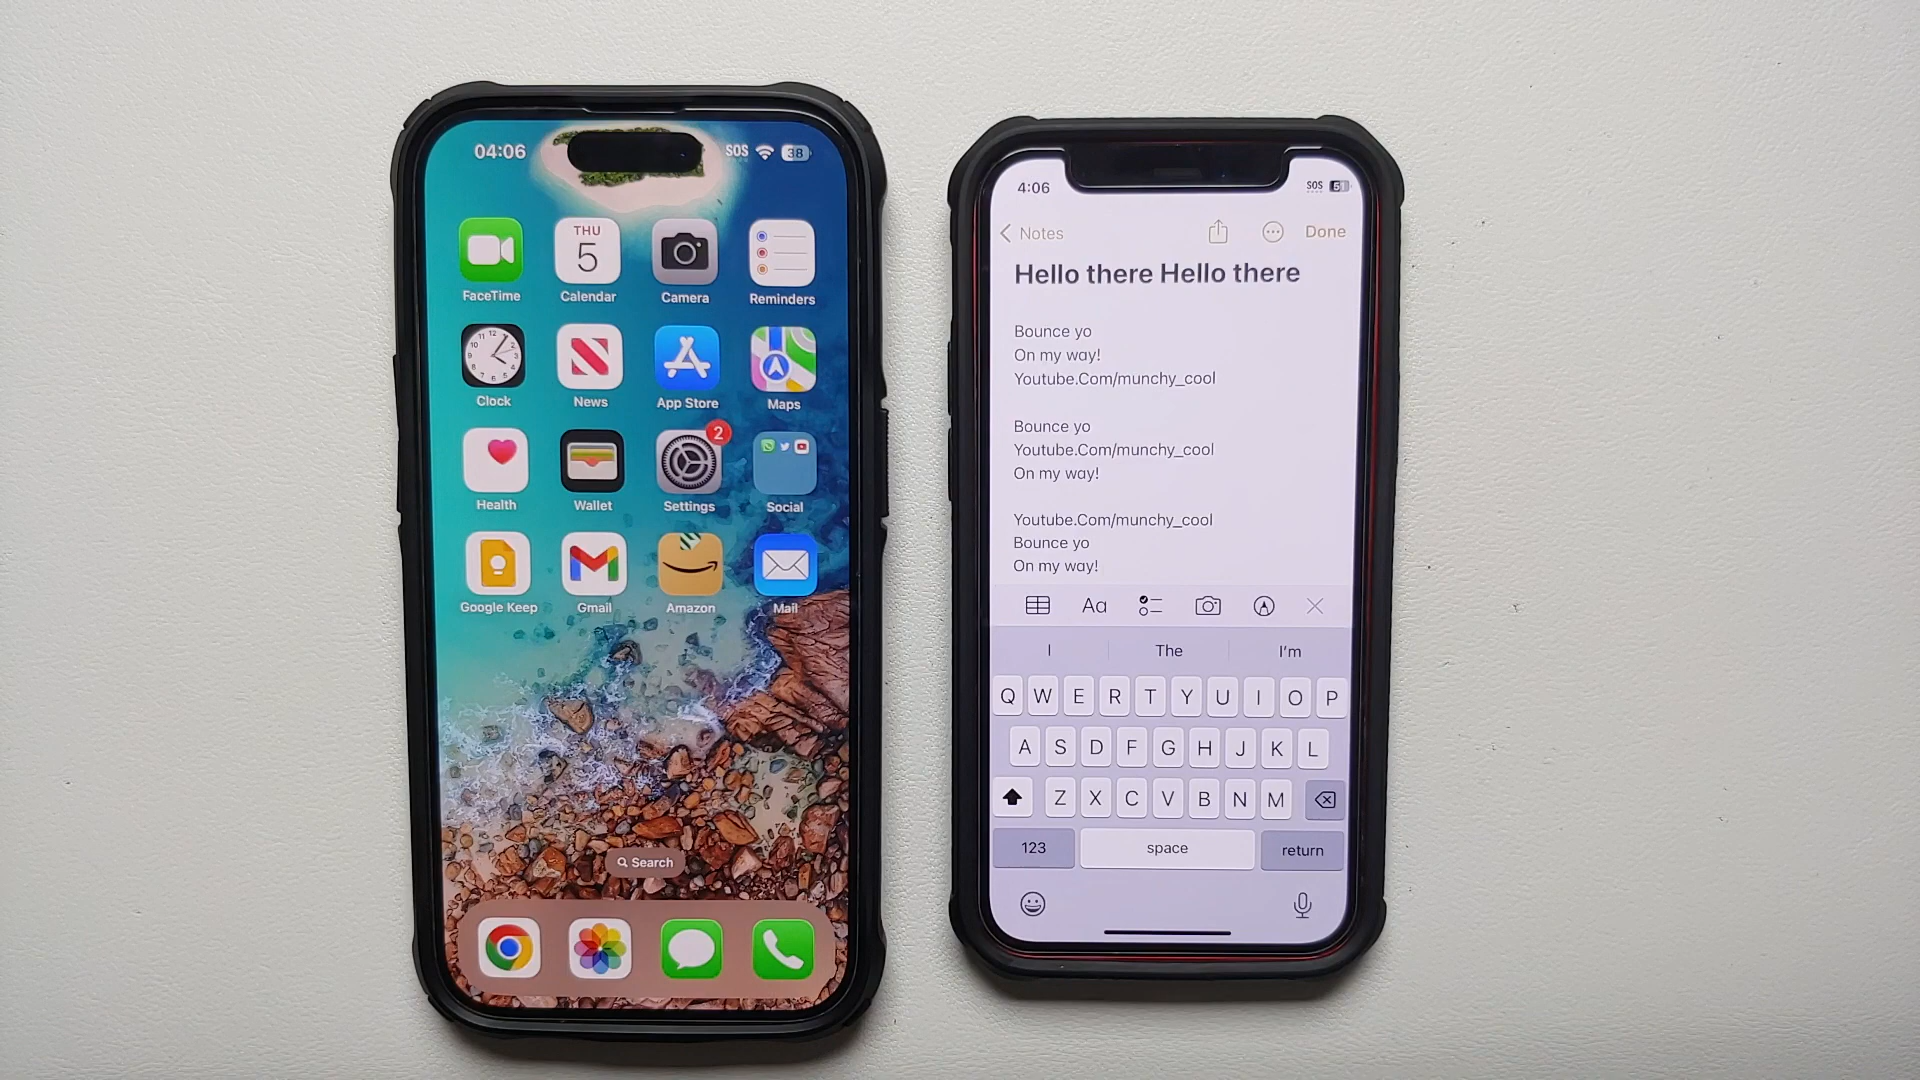 04:06
SOS
38
THU
5
FaceTime
Calendar
Camera
Reminders
Clock
News
App Store
Maps
2
Health
Wallet
Settings
Social
Google Keep
Gmail
Amazon
Mail
Search
4:06
SOS
51
Notes
Done
Hello there Hello there
Bounce yo
On my way!
Youtube.Com/munchy_cool
Bounce yo
Youtube.Com/munchy_cool
On my way!
Youtube.Com/munchy_cool
Bounce yo
On my way!
Aa
I The I'm
Q W E R T Y U I O P
A S D F G H J K L
Z X C V B N M
123 space return